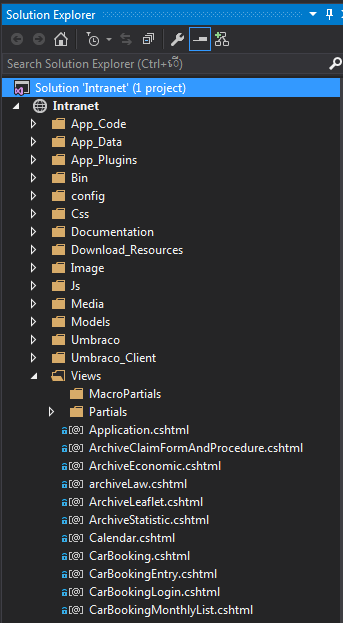 Solution Explorer
Search Solution Explorer (Ctrl+เื)
Solution 'Intranet' (1 project)
Intranet
App_Code
App_Data
App_Plugins
Bin
config
Css
Documentation
Download_Resources
Image
Js
Media
Models
Umbraco
Umbraco_Client
Views
MacroPartials
Partials
Application.cshtml
ArchiveClaimFormAndProcedure.cshtml
ArchiveEconomic.cshtml
archiveLaw.cshtml
ArchiveLeaflet.cshtml
ArchiveStatistic.cshtml
Calendar.cshtml
CarBooking.cshtml
CarBookingEntry.cshtml
CarBookingLogin.cshtml
CarBookingMonthlyList.cshtml